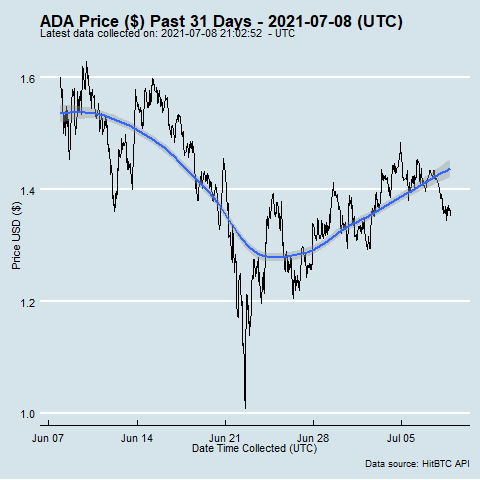 ADA Price ($) Past 31 Days - 2021-07-08 (UTC)
Latest data collected on: 2021-07-08 21:02:52 - UTC
1.6
1.4
1.2
1.0
Price USD ($)
Jun 07 Jun 14 Jun 21 Jun 28 Jul 05
Date Time Collected (UTC)
Data source: HitBTC API